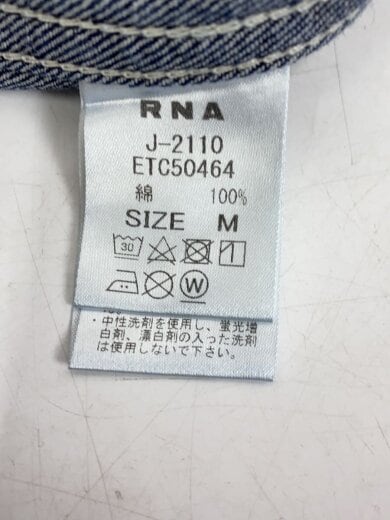 RNA
J-2110
ETC50464
綿 100%
SIZE M
30
W
・中性洗剤を使用し、蛍光増
白剤、漂白剤の入った洗剤
は使用しないで下さい。